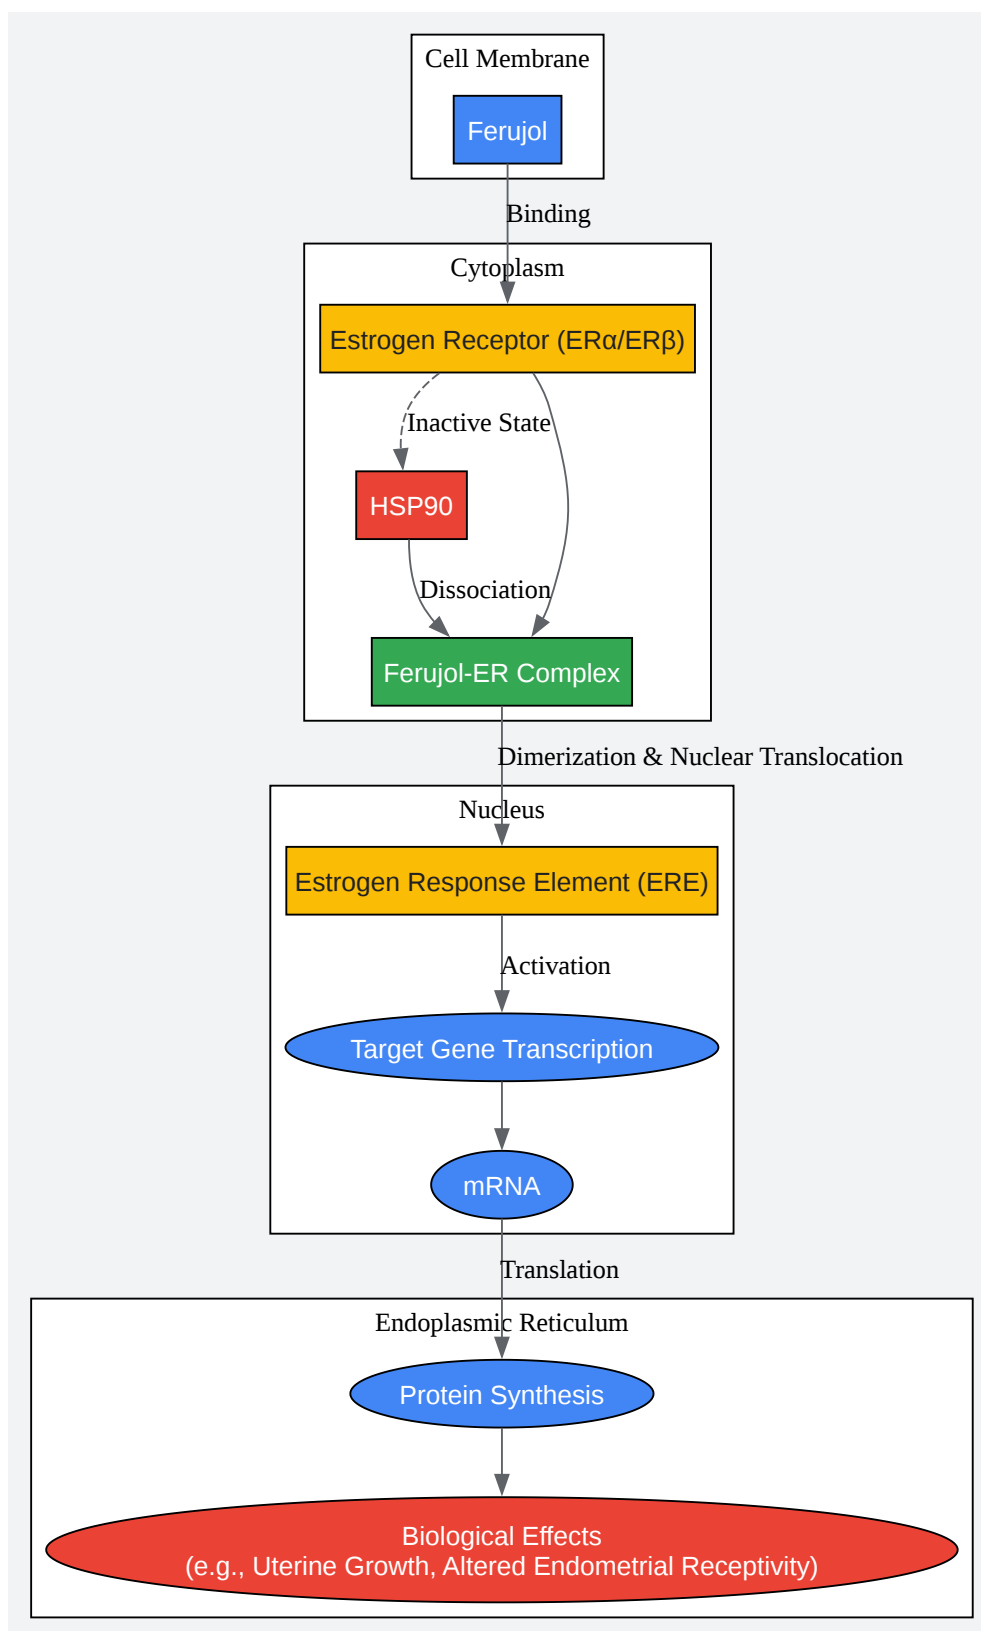 Cell Membrane
Ferujol
Binding
Cytoplasm
Estrogen Receptor (ERα/ERβ)
Inactive State
HSP90
Dissociation
Ferujol-ER Complex
Dimerization & Nuclear Translocation
Nucleus
Estrogen Response Element (ERE)
Activation
Target Gene Transcription
mRNA
Translation
Endoplasmic Reticulum
Protein Synthesis
Biological Effects
(e.g., Uterine Growth, Altered Endometrial Receptivity)